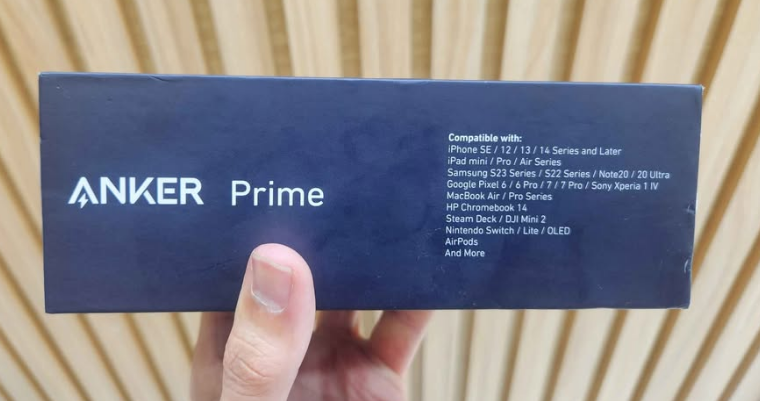 ANKER Prime
Compatible with:
iPhone SE / 12 / 13 / 14 Series and Later
iPad mini / Pro / Air Series
Samsung S23 Series / S22 Series / Note20 / 20 Ultra
Google Pixel 6 / 6 Pro / 7 / 7 Pro / Sony Xperia 1 IV
MacBook Air / Pro Series
HP Chromebook 14
Steam Deck / DJI Mini 2
Nintendo Switch / Lite / OLED
AirPods
And More